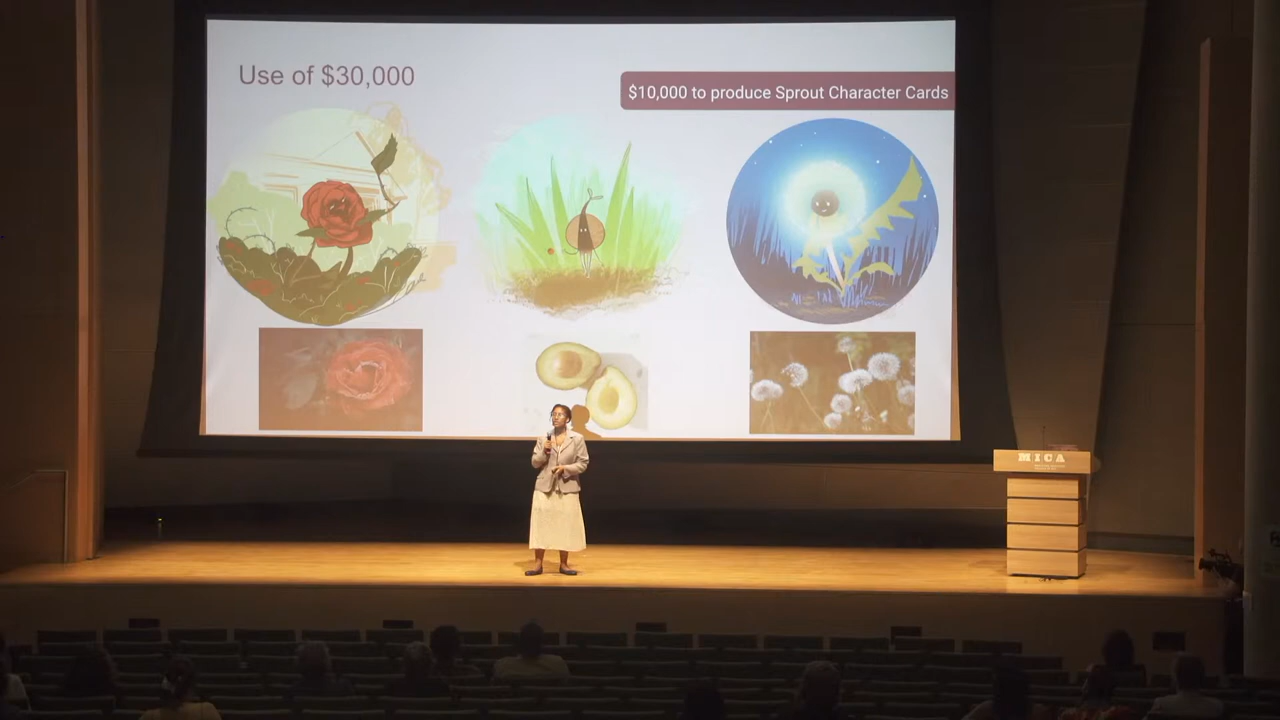 Use of $30,000
$10,000 to produce Sprout Character Cards
MICA